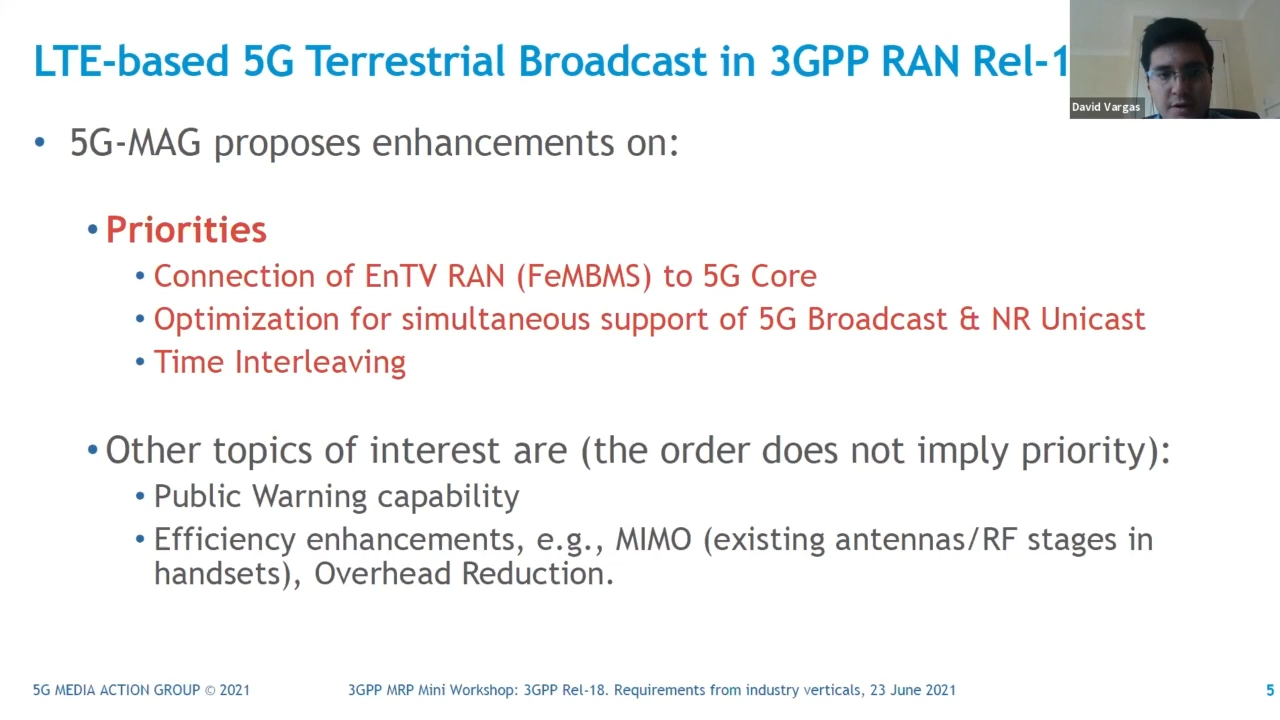 LTE-based 5G Terrestrial Broadcast in 3GPP RAN Rel-1
David Vargas
• 5G-MAG proposes enhancements on:
• Priorities
• Connection of EnTV RAN (FeMBMS) to 5G Core
• Optimization for simultaneous support of 5G Broadcast & NR Unicast
• Time Interleaving
• Other topics of interest are (the order does not imply priority):
• Public Warning capability
• Efficiency enhancements, e.g., MIMO (existing antennas/RF stages in
handsets), Overhead Reduction.
5G MEDIA ACTION GROUP © 2021
3GPP MRP Mini Workshop: 3GPP Rel-18. Requirements from industry verticals, 23 June 2021
5